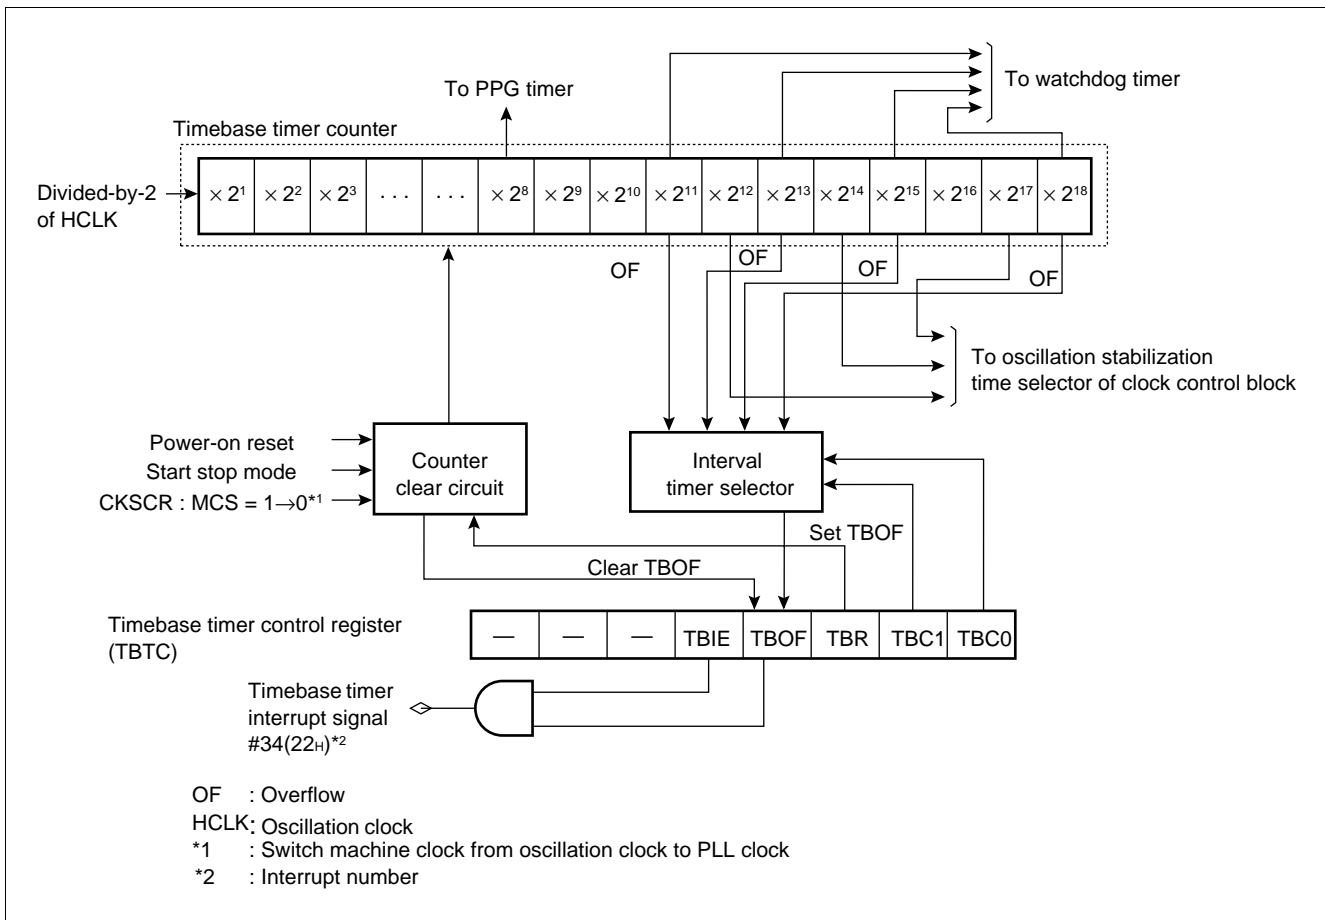 To watchdog timer
To PPG timer
Timebase timer counter
Divided-by-2
of HCLK
× 2¹ × 2² × 2³ ··· ··· × 2⁸ × 2⁹ × 2¹⁰ × 2¹¹ × 2¹² × 2¹³ × 2¹⁴ × 2¹⁵ × 2¹⁶ × 2¹⁷ × 2¹⁸
OF OF OF OF
To oscillation stabilization
time selector of clock control block
Power-on reset
Start stop mode
CKSCR : MCS = 1→0*1
Counter
clear circuit
Interval
timer selector
Set TBOF
Clear TBOF
Timebase timer control register
(TBTC)
— — — TBIE TBOF TBR TBC1 TBC0
Timebase timer
interrupt signal
#34(22H)*2
OF : Overflow
HCLK: Oscillation clock
*1 : Switch machine clock from oscillation clock to PLL clock
*2 : Interrupt number